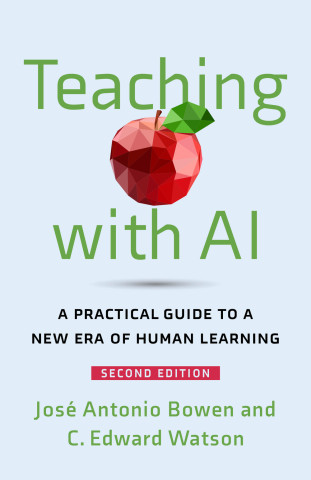 Teaching
with AI
A PRACTICAL GUIDE TO A
NEW ERA OF HUMAN LEARNING
SECOND EDITION
José Antonio Bowen and
C. Edward Watson